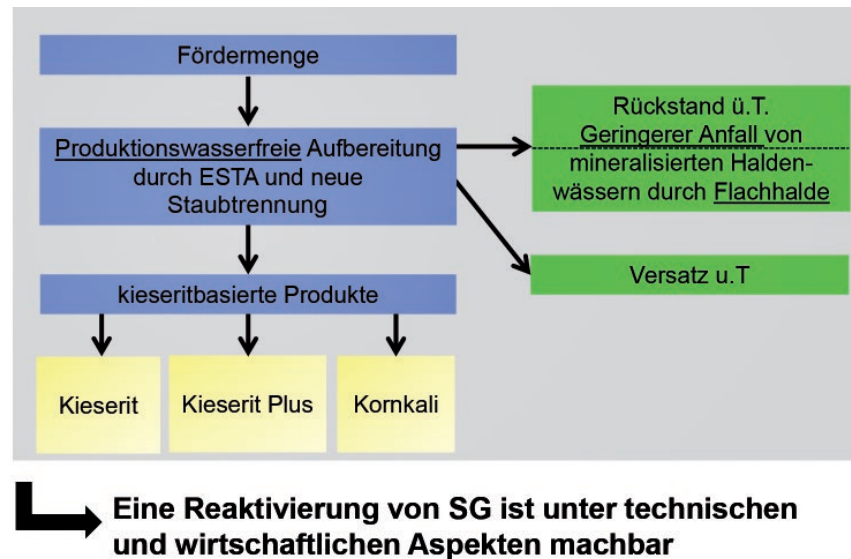 Fördermenge
Produktionswasserfreie Aufbereitung
durch ESTA und neue
Staubtrennung
Rückstand ü.T.
Geringerer Anfall von
mineralisierten Halden-
wässern durch Flachhalde
Versatz u.T
kieseritbasierte Produkte
Kieserit
Kieserit Plus
Kornkali
Eine Reaktivierung von SG ist unter technischen
und wirtschaftlichen Aspekten machbar